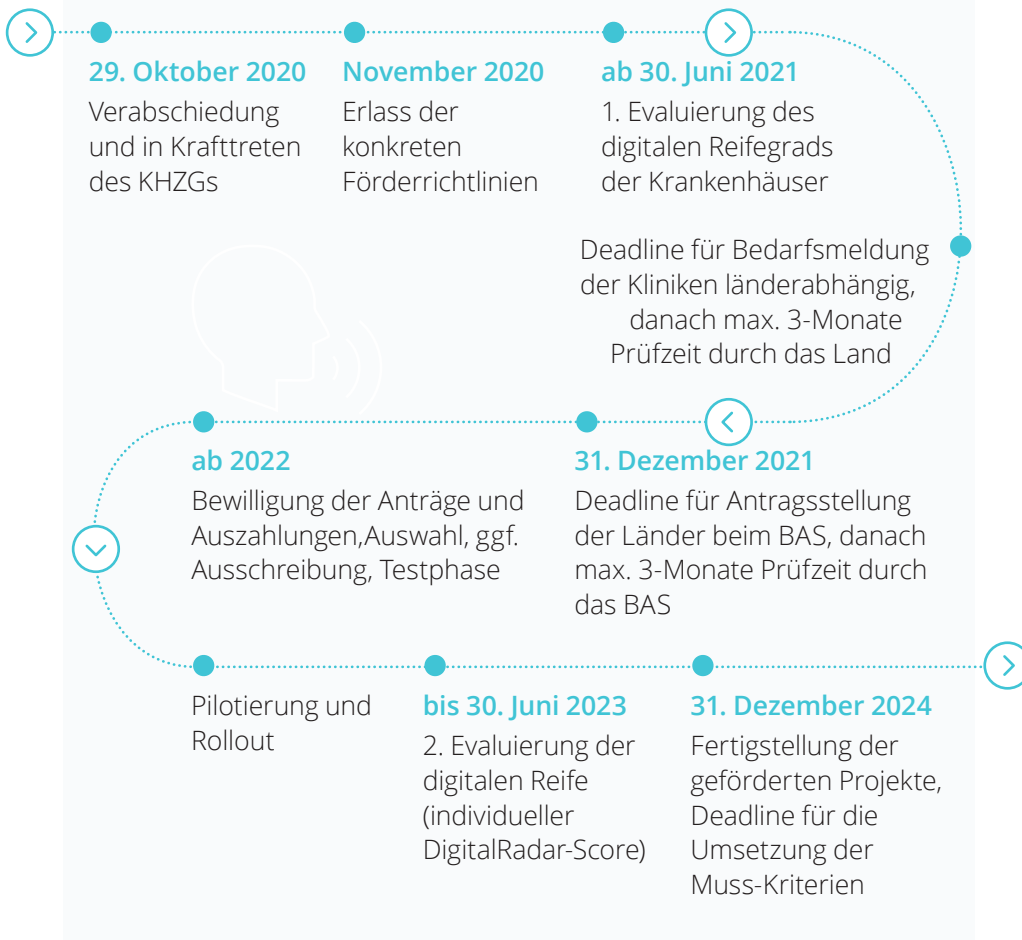 29. Oktober 2020
Verabschiedung
und in Krafttreten
des KHZGs
November 2020
Erlass der
konkreten
Förderrichtlinien
ab 30. Juni 2021
1. Evaluierung des
digitalen Reifegrads
der Krankenhäuser
Deadline für Bedarfsmeldung
der Kliniken länderabhängig,
danach max. 3-Monate
Prüfzeit durch das Land
31. Dezember 2021
Deadline für Antragsstellung
der Länder beim BAS, danach
max. 3-Monate Prüfzeit durch
das BAS
ab 2022
Bewilligung der Anträge und
Auszahlungen,Auswahl, ggf.
Ausschreibung, Testphase
Pilotierung und
Rollout
bis 30. Juni 2023
2. Evaluierung der
digitalen Reife
(individueller
DigitalRadar-Score)
31. Dezember 2024
Fertigstellung der
geförderten Projekte,
Deadline für die
Umsetzung der
Muss-Kriterien